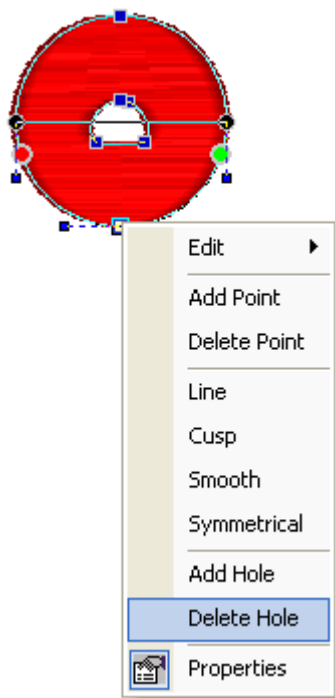 Edit
Add Point
Delete Point
Line
Cusp
Smooth
Symmetrical
Add Hole
Delete Hole
Properties